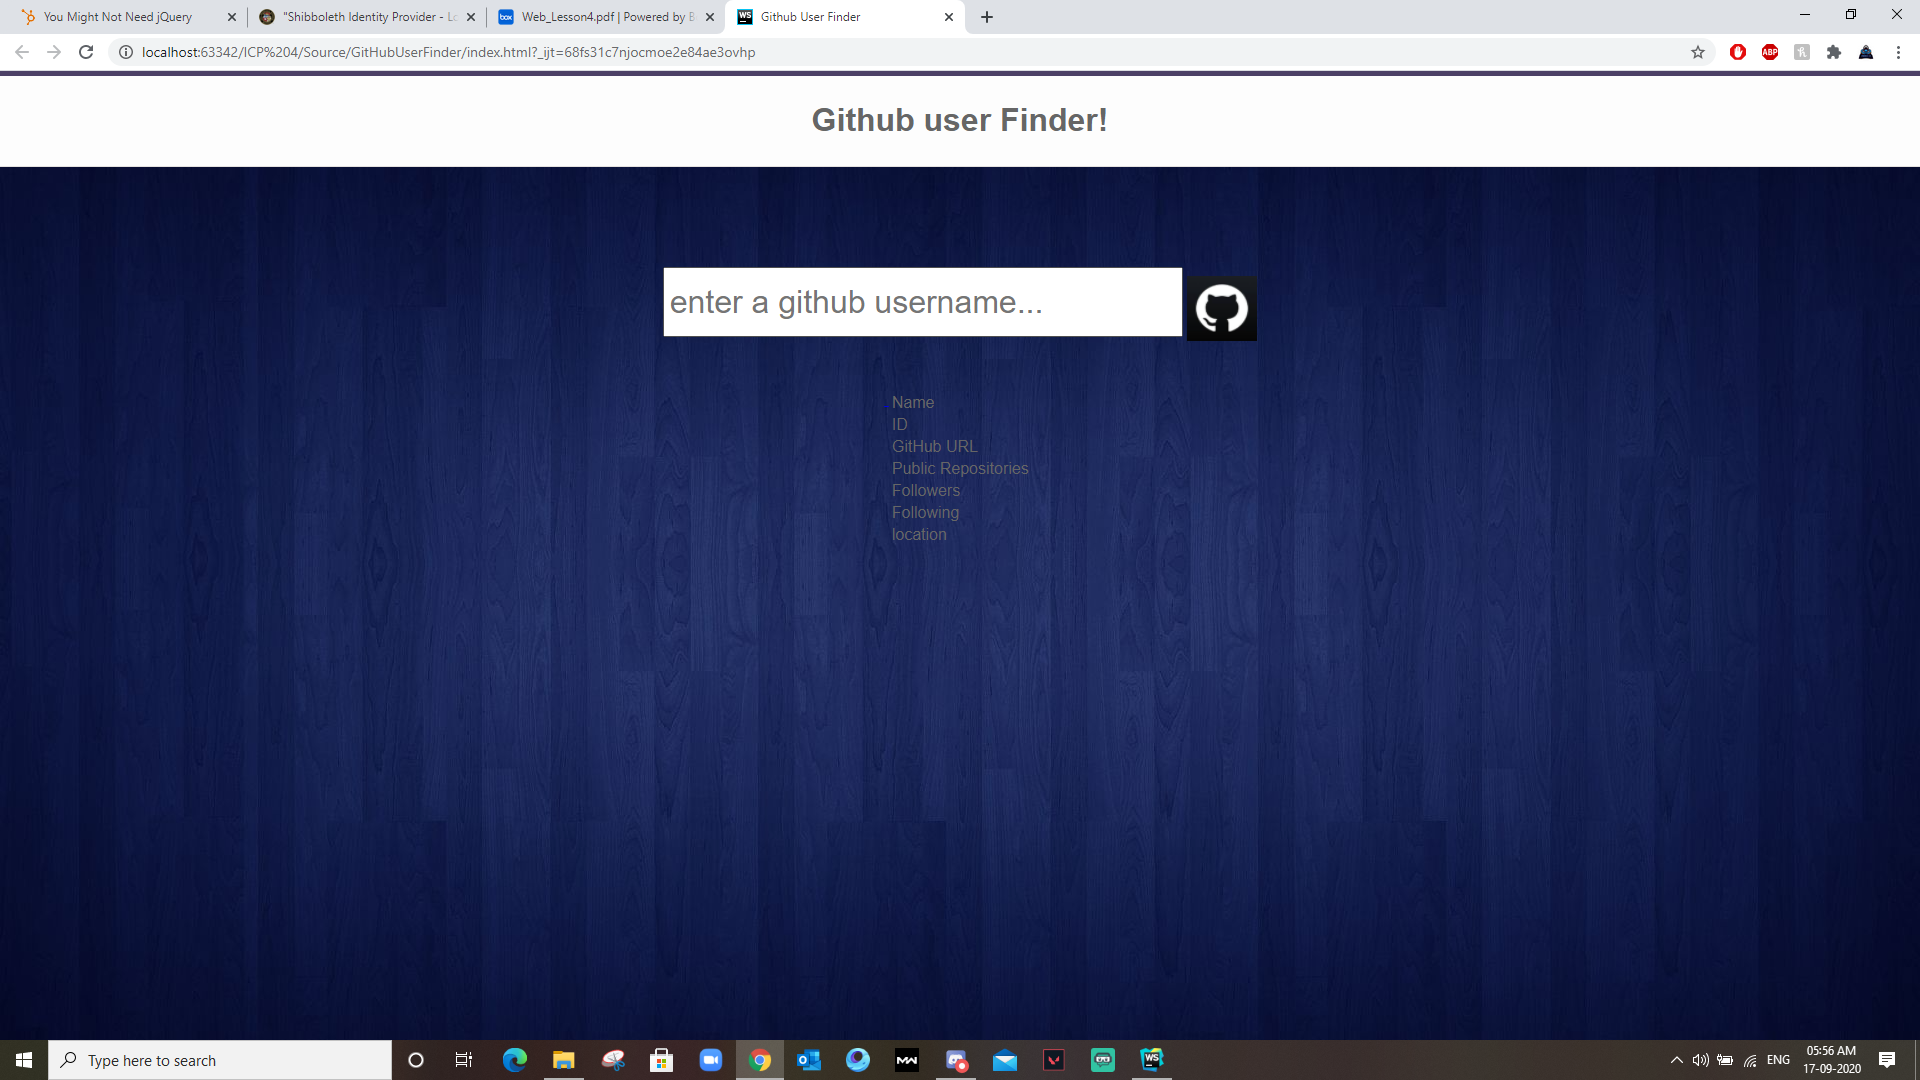 You Might Not Need jQuery
"Shibboleth Identity Provider - Lo
Web_Lesson4.pdf | Powered by B
Github User Finder
localhost:63342/ICP%204/Source/GitHubUserFinder/index.html?_ijt=68fs31c7njocmoe2e84ae3ovhp
Github user Finder!
enter a github username...
Name
ID
GitHub URL
Public Repositories
Followers
Following
location
Type here to search
ENG
05:56 AM
17-09-2020